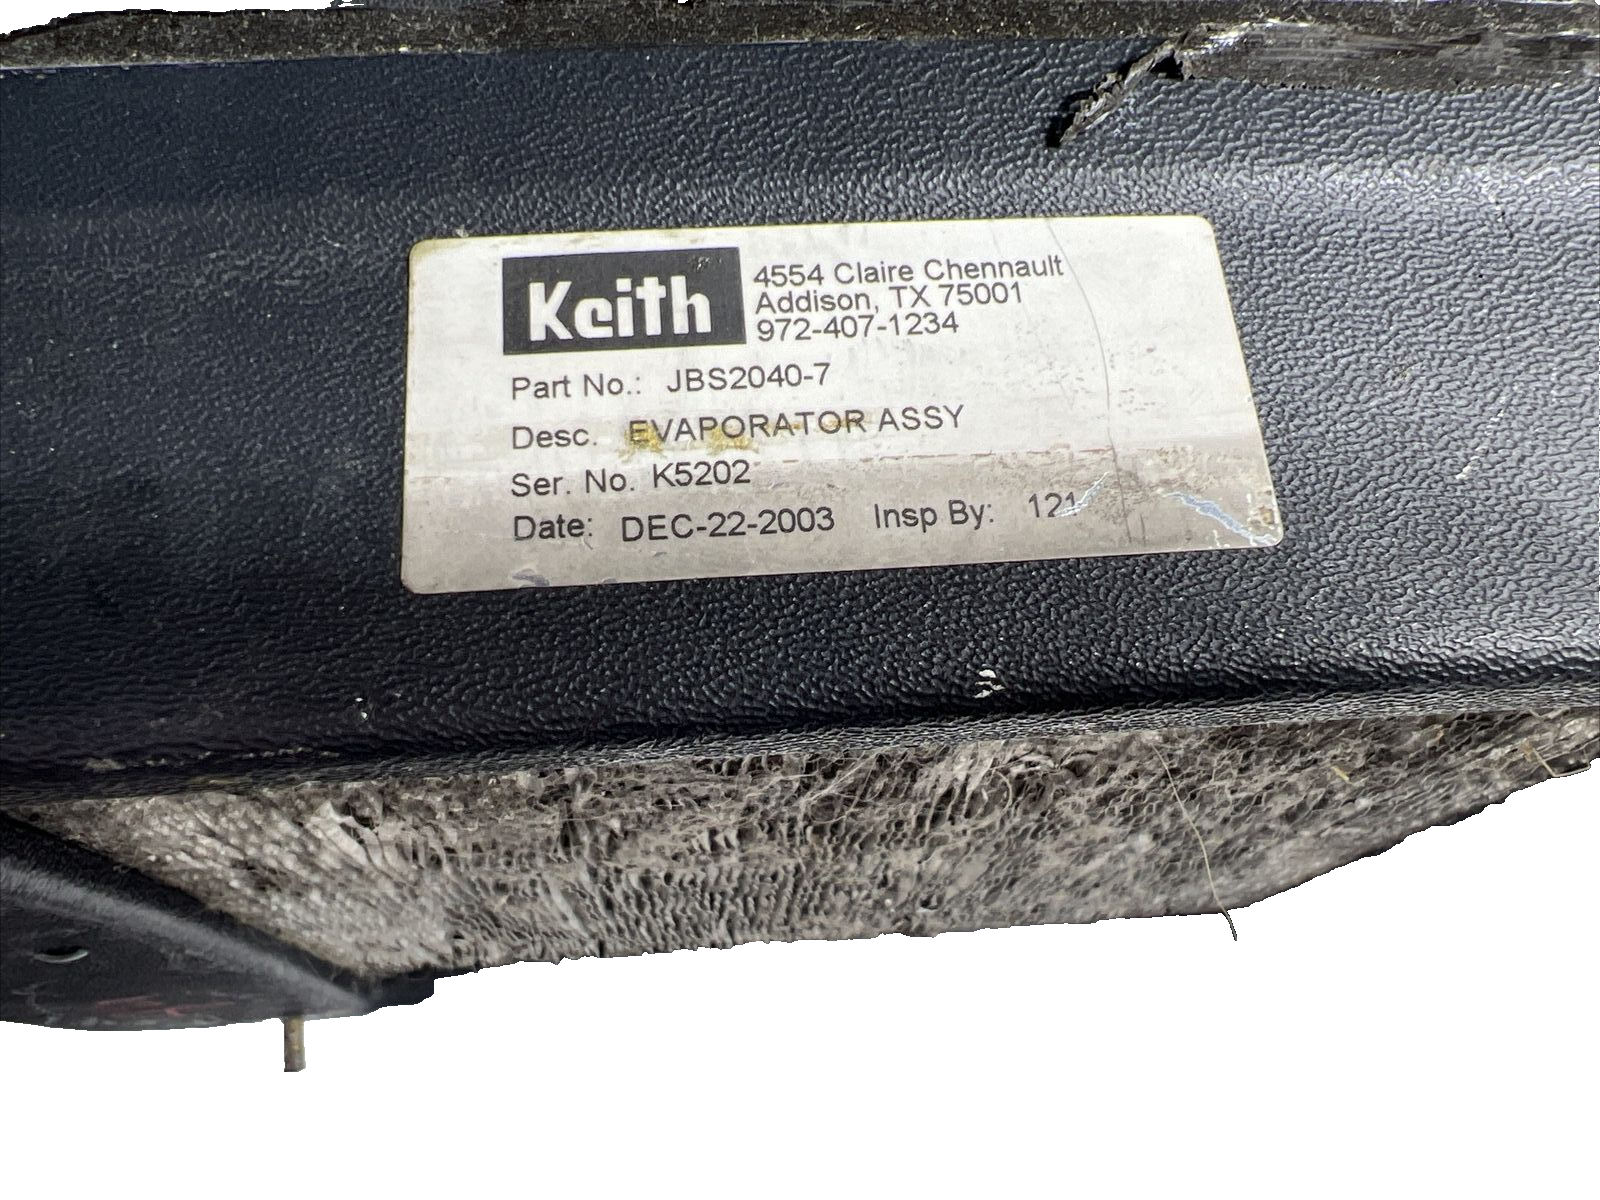 Keith
4554 Claire Chennault
Addison, TX 75001
972-407-1234
Part No.: JBS2040-7
Desc. EVAPORATOR ASSY
Ser. No. K5202
Date: DEC-22-2003 Insp By: 121